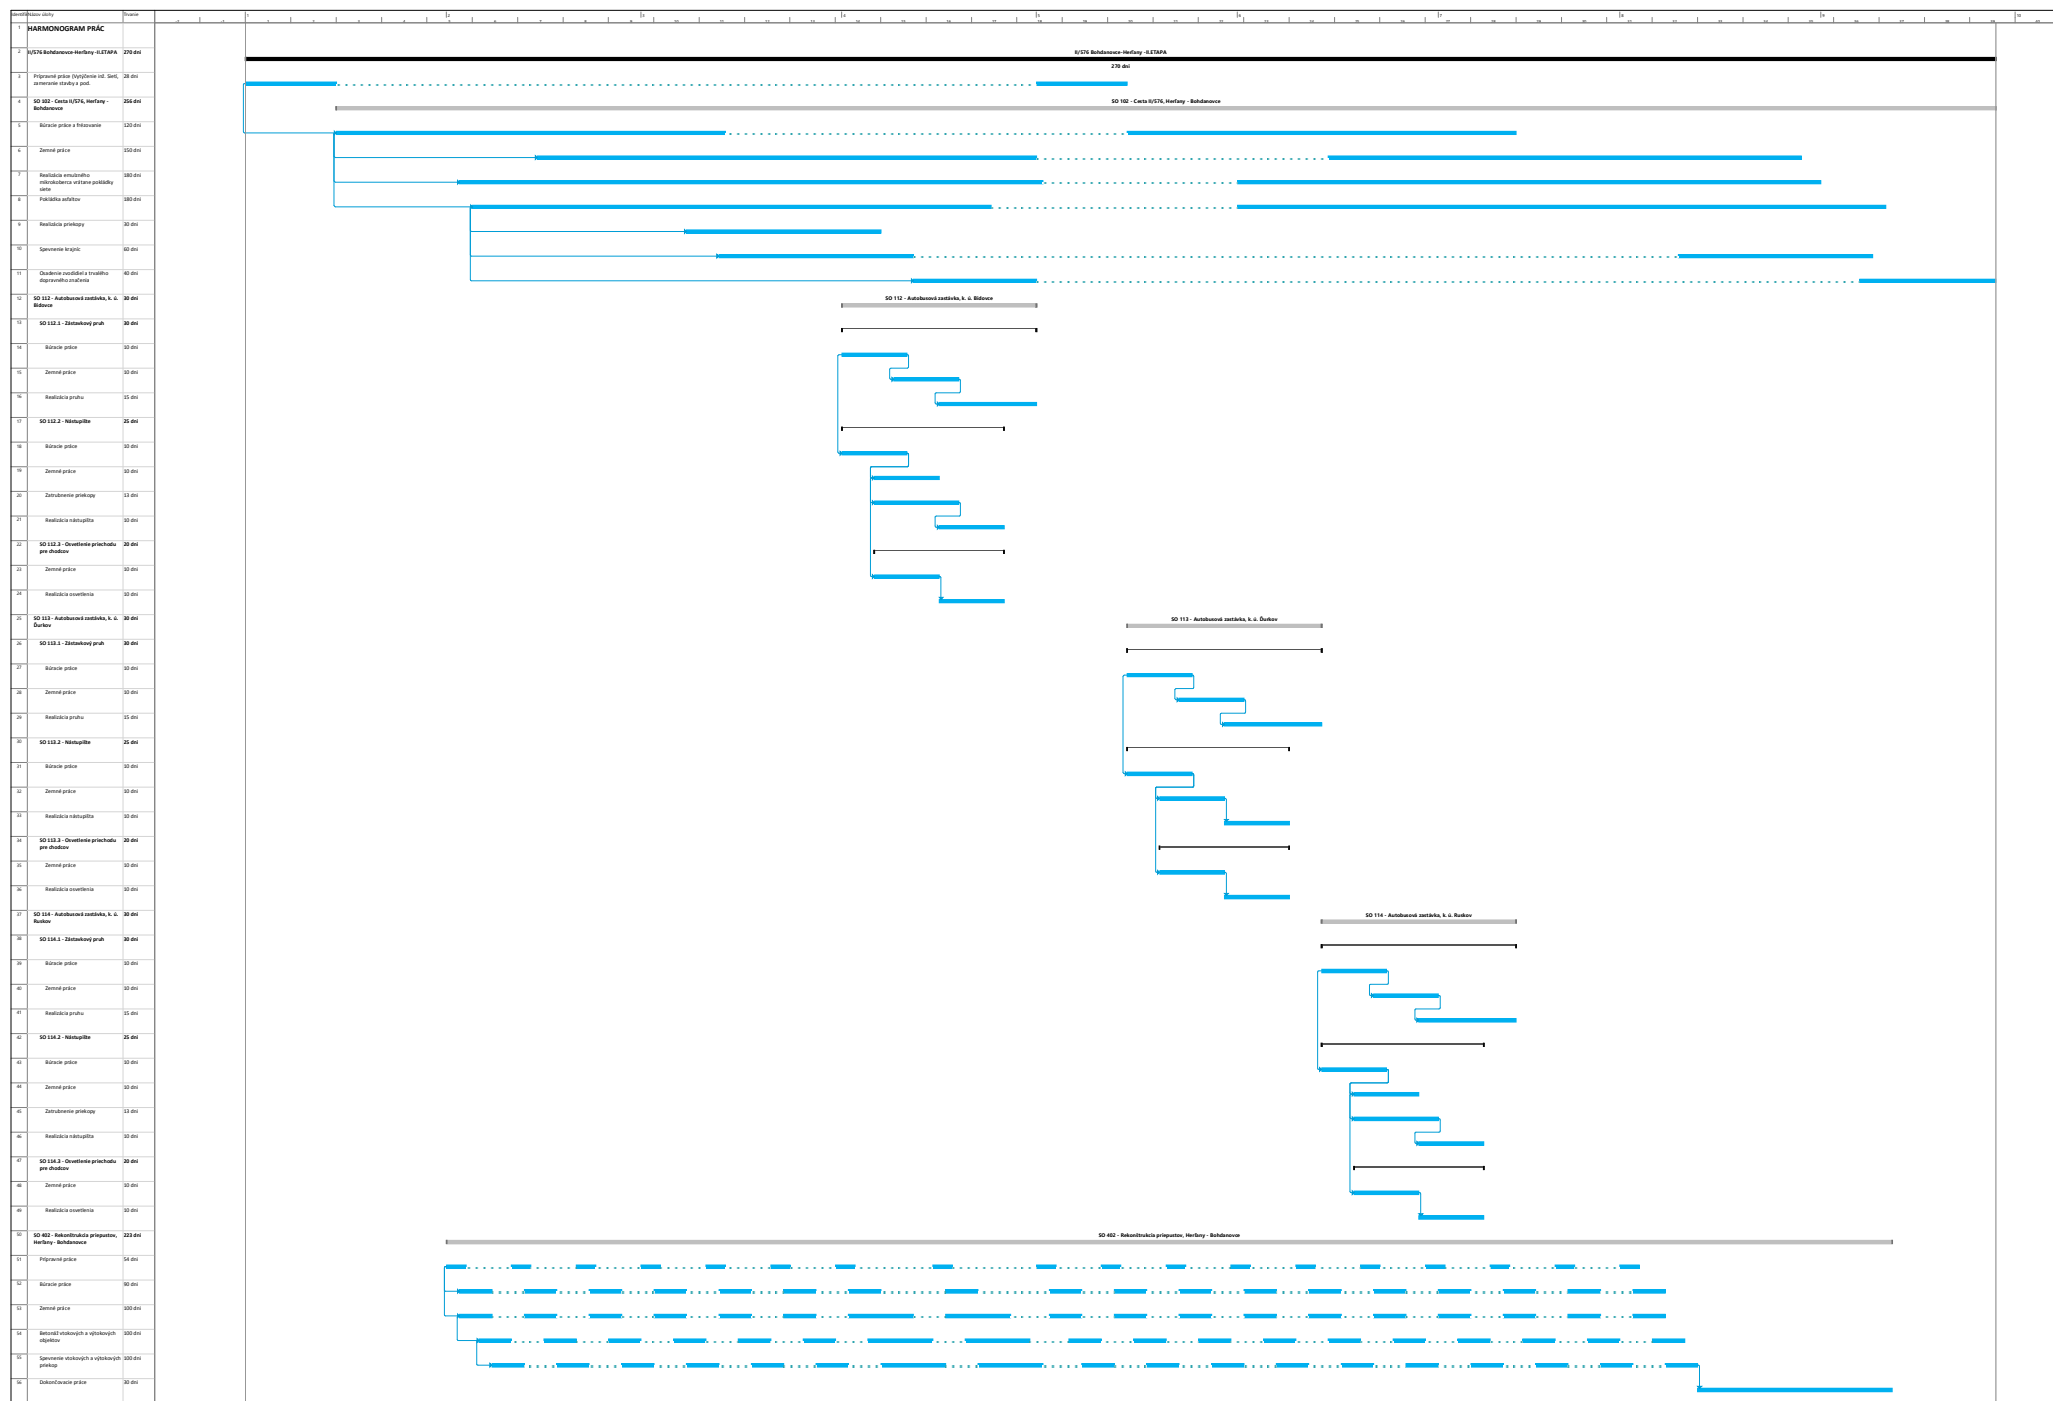 Názov úlohy Trvanie
1 HARMONOGRAM PRÁC
2 II/576 Bohdanovce-Herľany -II.ETAPA 270 dní
II/576 Bohdanovce-Herľany -II.ETAPA
270 dní
3 Prípravné práce (Vytýčenie inž. Sietí, 28 dní
zameranie stavby a pod.
4 SO 102 - Cesta II/576, Herľany - 256 dní
Bohdanovce
SO 102 - Cesta II/576, Herľany - Bohdanovce
5 Búracie práce a frézovanie 120 dní
6 Zemné práce 150 dní
7 Realizácia emulzného 180 dní
mikrokoberca vrátane pokládky
siete
8 Pokládka asfaltov 180 dní
9 Realizácia priekopy 30 dní
10 Spevnenie krajníc 60 dní
11 Osadenie zvodidiel a trvalého 40 dní
dopravného značenia
12 SO 112 - Autobusová zastávka, k. ú. 30 dní
Bidovce
SO 112 - Autobusová zastávka, k. ú. Bidovce
13 SO 112.1 - Zástavkový pruh 30 dní
14 Búracie práce 10 dní
15 Zemné práce 10 dní
16 Realizácia pruhu 15 dní
17 SO 112.2 - Nástupište 25 dní
18 Búracie práce 10 dní
19 Zemné práce 10 dní
20 Zatrubnenie priekopy 13 dní
21 Realizácia nástupišťa 10 dní
22 SO 112.3 - Osvetlenie priechodu 20 dní
pre chodcov
23 Zemné práce 10 dní
24 Realizácia osvetlenia 10 dní
25 SO 113 - Autobusová zastávka, k. ú. 30 dní
Ďurkov
SO 113 - Autobusová zastávka, k. ú. Ďurkov
26 SO 113.1 - Zástavkový pruh 30 dní
27 Búracie práce 10 dní
28 Zemné práce 10 dní
29 Realizácia pruhu 15 dní
30 SO 113.2 - Nástupište 25 dní
31 Búracie práce 10 dní
32 Zemné práce 10 dní
33 Realizácia nástupišťa 10 dní
34 SO 113.3 - Osvetlenie priechodu 20 dní
pre chodcov
35 Zemné práce 10 dní
36 Realizácia osvetlenia 10 dní
37 SO 114 - Autobusová zastávka, k. ú. 30 dní
Ruskov
SO 114 - Autobusová zastávka, k. ú. Ruskov
38 SO 114.1 - Zástavkový pruh 30 dní
39 Búracie práce 10 dní
40 Zemné práce 10 dní
41 Realizácia pruhu 15 dní
42 SO 114.2 - Nástupište 25 dní
43 Búracie práce 10 dní
44 Zemné práce 10 dní
45 Zatrubnenie priekopy 13 dní
46 Realizácia nástupišťa 10 dní
47 SO 114.3 - Osvetlenie priechodu 20 dní
pre chodcov
48 Zemné práce 10 dní
49 Realizácia osvetlenia 10 dní
50 SO 402 - Rekonštrukcia priepustov, 223 dní
Herľany - Bohdanovce
SO 402 - Rekonštrukcia priepustov, Herľany - Bohdanovce
51 Prípravné práce 54 dní
52 Búracie práce 90 dní
53 Zemné práce 100 dní
54 Betonáž vtokových a výtokových 100 dní
objektov
55 Spevnenie vtokových a výtokových 100 dní
priekop
56 Dokončovacie práce 30 dní